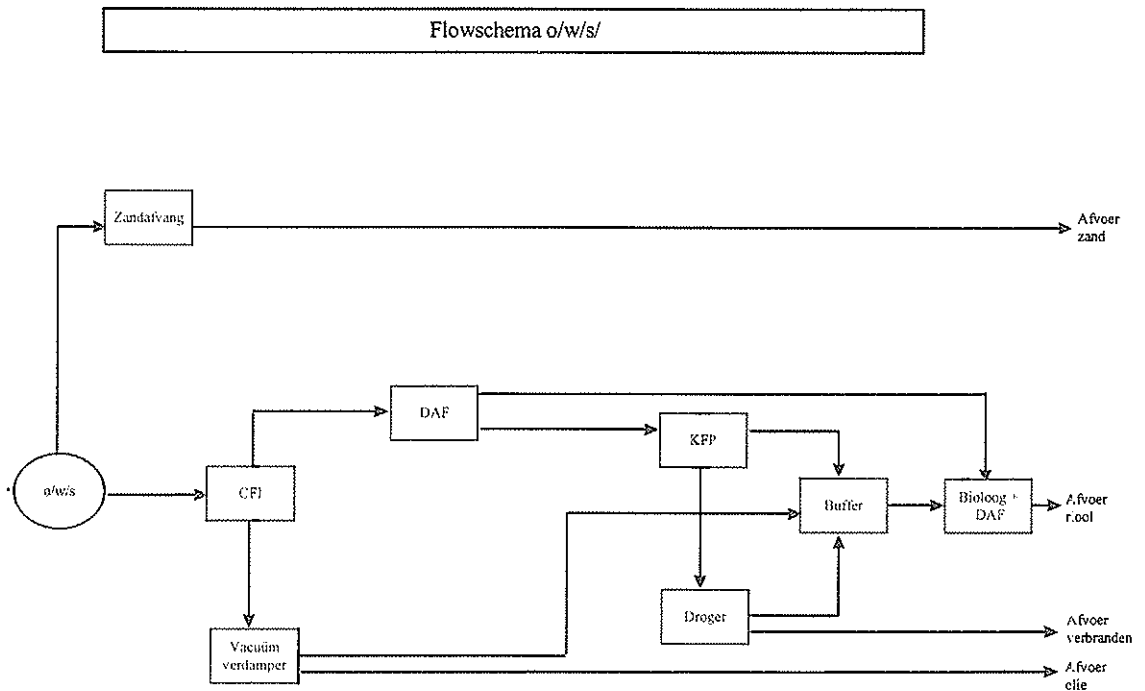 Flowschema o/w/s/
Zandafvang
Afvoer
zand
DAF
KFP
o/w/s
CFI
Buffer
Bioloog +
DAF
Afvoer
riool
Droger
Vacuüm
verdamper
Afvoer
verbranden
Afvoer
olie